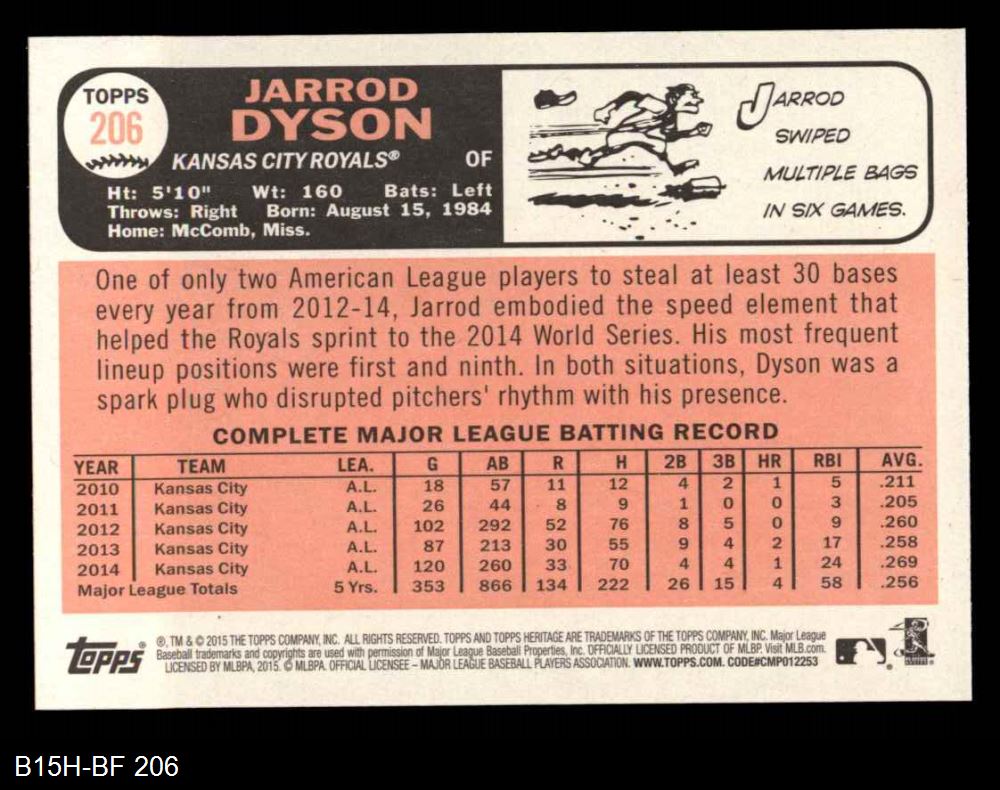 TOPPS
206
JARROD
DYSON
KANSAS CITY ROYALS® OF
Ht: 5'10" Wt: 160 Bats: Left
Throws: Right Born: August 15, 1984
Home: McComb, Miss.
JARROD
SWIPED
MULTIPLE BAGS
IN SIX GAMES.
One of only two American League players to steal at least 30 bases
every year from 2012-14, Jarrod embodied the speed element that
helped the Royals sprint to the 2014 World Series. His most frequent
lineup positions were first and ninth. In both situations, Dyson was a
spark plug who disrupted pitchers' rhythm with his presence.
COMPLETE MAJOR LEAGUE BATTING RECORD
YEAR TEAM LEA. G AB R H 2B 3B HR RBI AVG.
2010 Kansas City A.L. 18 57 11 12 4 2 1 5 .211
2011 Kansas City A.L. 26 44 8 9 1 0 0 3 .205
2012 Kansas City A.L. 102 292 52 76 8 5 0 9 .260
2013 Kansas City A.L. 87 213 30 55 9 4 2 17 .258
2014 Kansas City A.L. 120 260 33 70 4 4 1 24 .269
Major League Totals 5 Yrs. 353 866 134 222 26 15 4 58 .256
Topps®
®, TM & © 2015 THE TOPPS COMPANY, INC. ALL RIGHTS RESERVED. TOPPS AND TOPPS HERITAGE ARE TRADEMARKS OF THE TOPPS COMPANY, INC. Major League
Baseball trademarks and copyrights are used with permission of Major League Baseball Properties, Inc. OFFICIALLY LICENSED PRODUCT OF MLBP. Visit MLB.com.
LICENSED BY MLBPA, 2015. © MLBPA. OFFICIAL LICENSEE – MAJOR LEAGUE BASEBALL PLAYERS ASSOCIATION. WWW.TOPPS.COM. CODE#CMP012253
B15H-BF 206